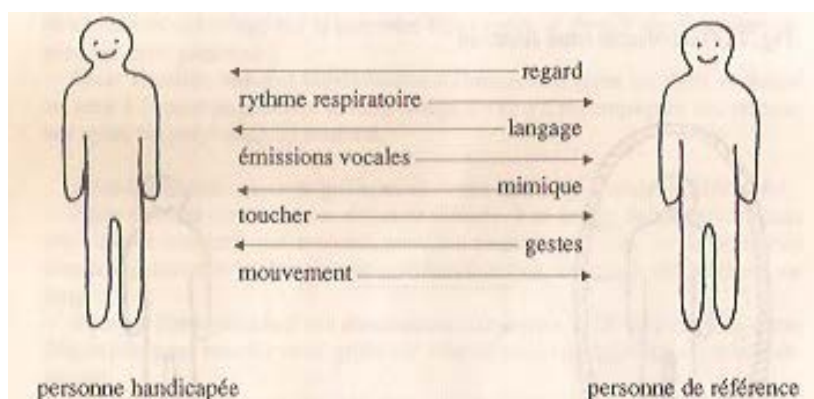 regard
rythme respiratoire
langage
émissions vocales
mimique
toucher
gestes
mouvement
personne handicapée
personne de référence